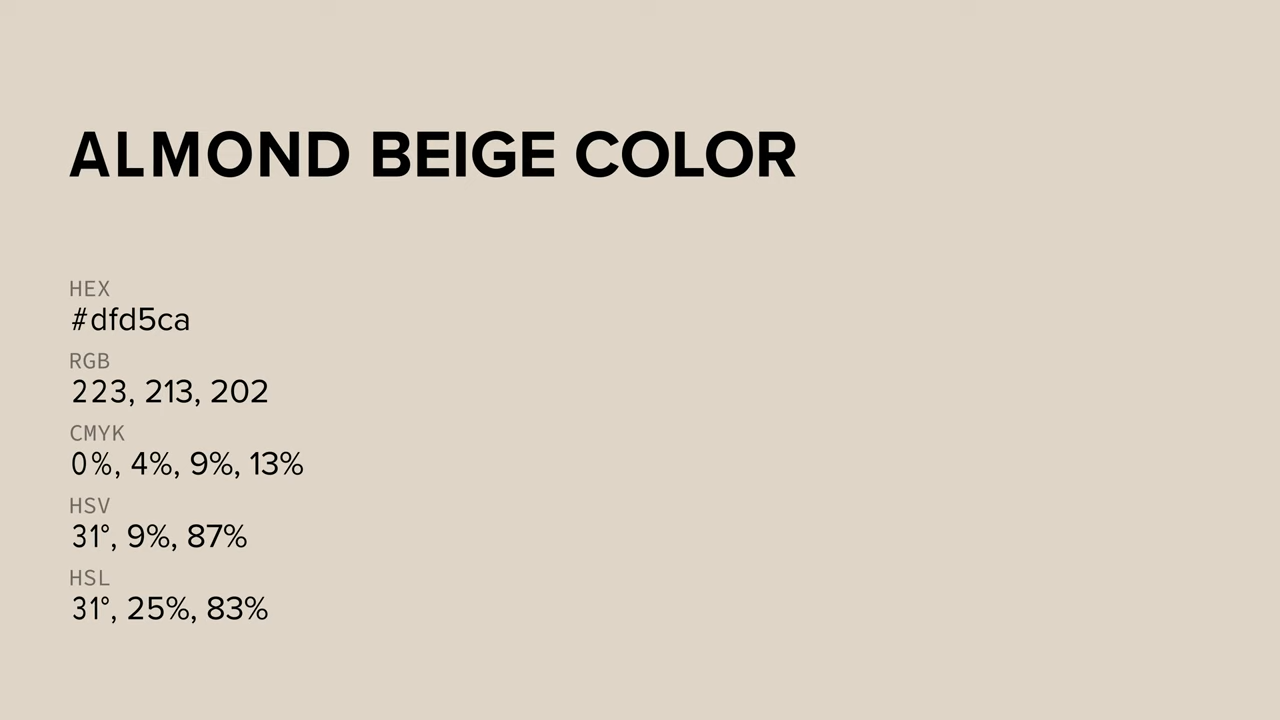 ALMOND BEIGE COLOR
HEX
#dfd5ca
RGB
223, 213, 202
CMYK
0%, 4%, 9%, 13%
HSV
31°, 9%, 87%
HSL
31°, 25%, 83%